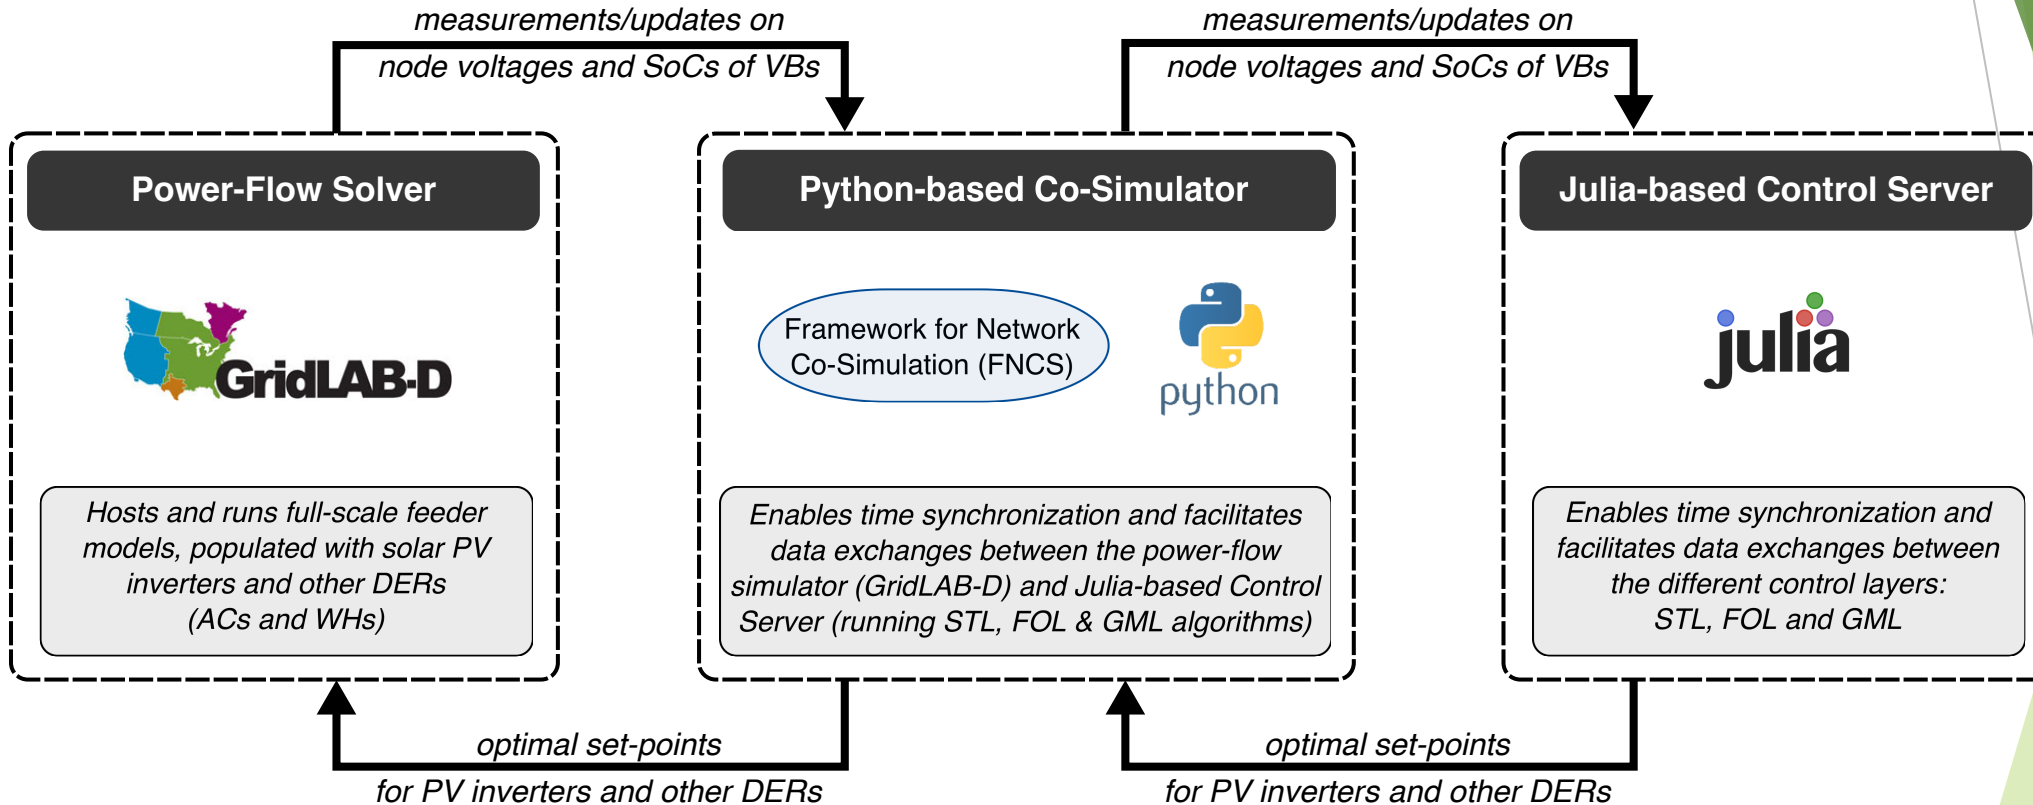 measurements/updates on
node voltages and SoCs of VBs
measurements/updates on
node voltages and SoCs of VBs
Power-Flow Solver
GridLAB-D
Hosts and runs full-scale feeder
models, populated with solar PV
inverters and other DERs
(ACs and WHs)
Python-based Co-Simulator
Framework for Network
Co-Simulation (FNCS)
python
Enables time synchronization and facilitates
data exchanges between the power-flow
simulator (GridLAB-D) and Julia-based Control
Server (running STL, FOL & GML algorithms)
Julia-based Control Server
julia
Enables time synchronization and
facilitates data exchanges between
the different control layers:
STL, FOL and GML
optimal set-points
for PV inverters and other DERs
optimal set-points
for PV inverters and other DERs